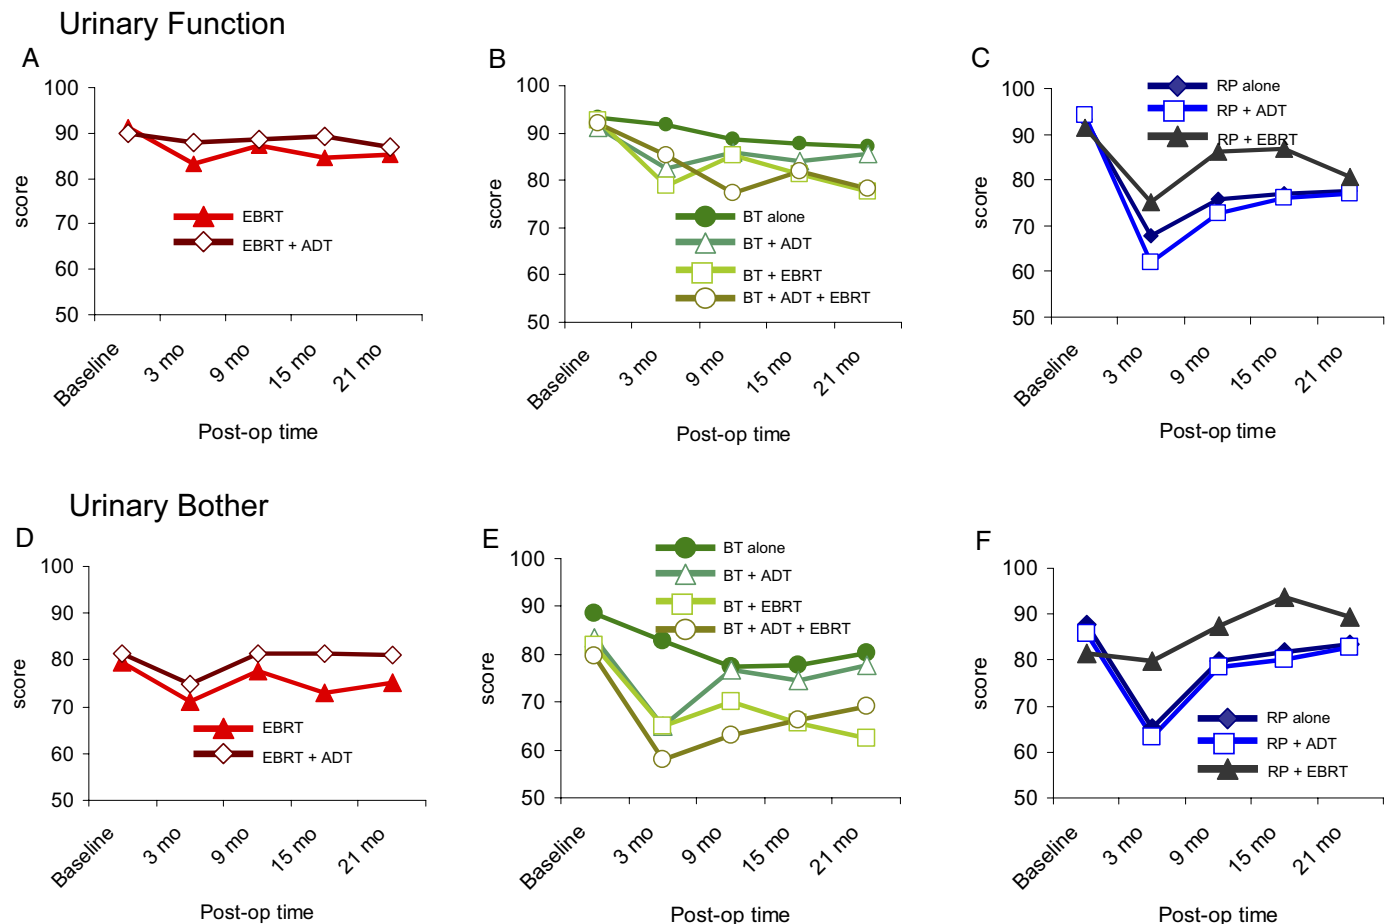 Urinary Function
A
100
90
80
70
60
50
score
EBRT
EBRT + ADT
Baseline
3 mo
9 mo
15 mo
21 mo
Post-op time
B
100
90
80
70
60
50
score
BT alone
BT + ADT
BT + EBRT
BT + ADT + EBRT
Baseline
3 mo
9 mo
15 mo
21 mo
Post-op time
C
100
90
80
70
60
50
score
RP alone
RP + ADT
RP + EBRT
Baseline
3 mo
9 mo
15 mo
21 mo
Post-op time
Urinary Bother
D
100
90
80
70
60
50
score
EBRT
EBRT + ADT
Baseline
3 mo
9 mo
15 mo
21 mo
Post-op time
E
100
90
80
70
60
50
score
BT alone
BT + ADT
BT + EBRT
BT + ADT + EBRT
Baseline
3 mo
9 mo
15 mo
21 mo
Post-op time
F
100
90
80
70
60
50
score
RP alone
RP + ADT
RP + EBRT
Baseline
3 mo
9 mo
15 mo
21 mo
Post-op time